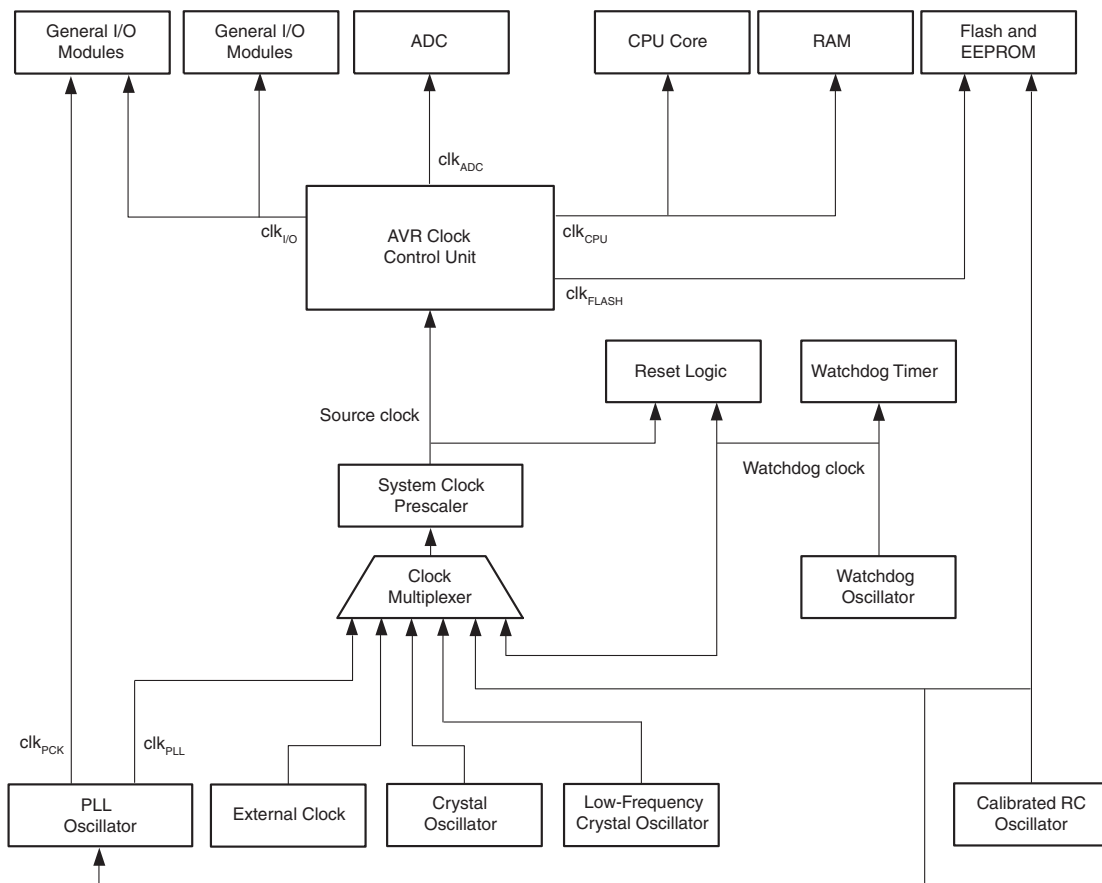 General I/O
Modules
General I/O
Modules
ADC
CPU Core
RAM
Flash and
EEPROM
clkADC
clkI/O
AVR Clock
Control Unit
clkCPU
clkFLASH
Reset Logic
Watchdog Timer
Source clock
Watchdog clock
System Clock
Prescaler
Clock
Multiplexer
Watchdog
Oscillator
clkPCK
clkPLL
PLL
Oscillator
External Clock
Crystal
Oscillator
Low-Frequency
Crystal Oscillator
Calibrated RC
Oscillator